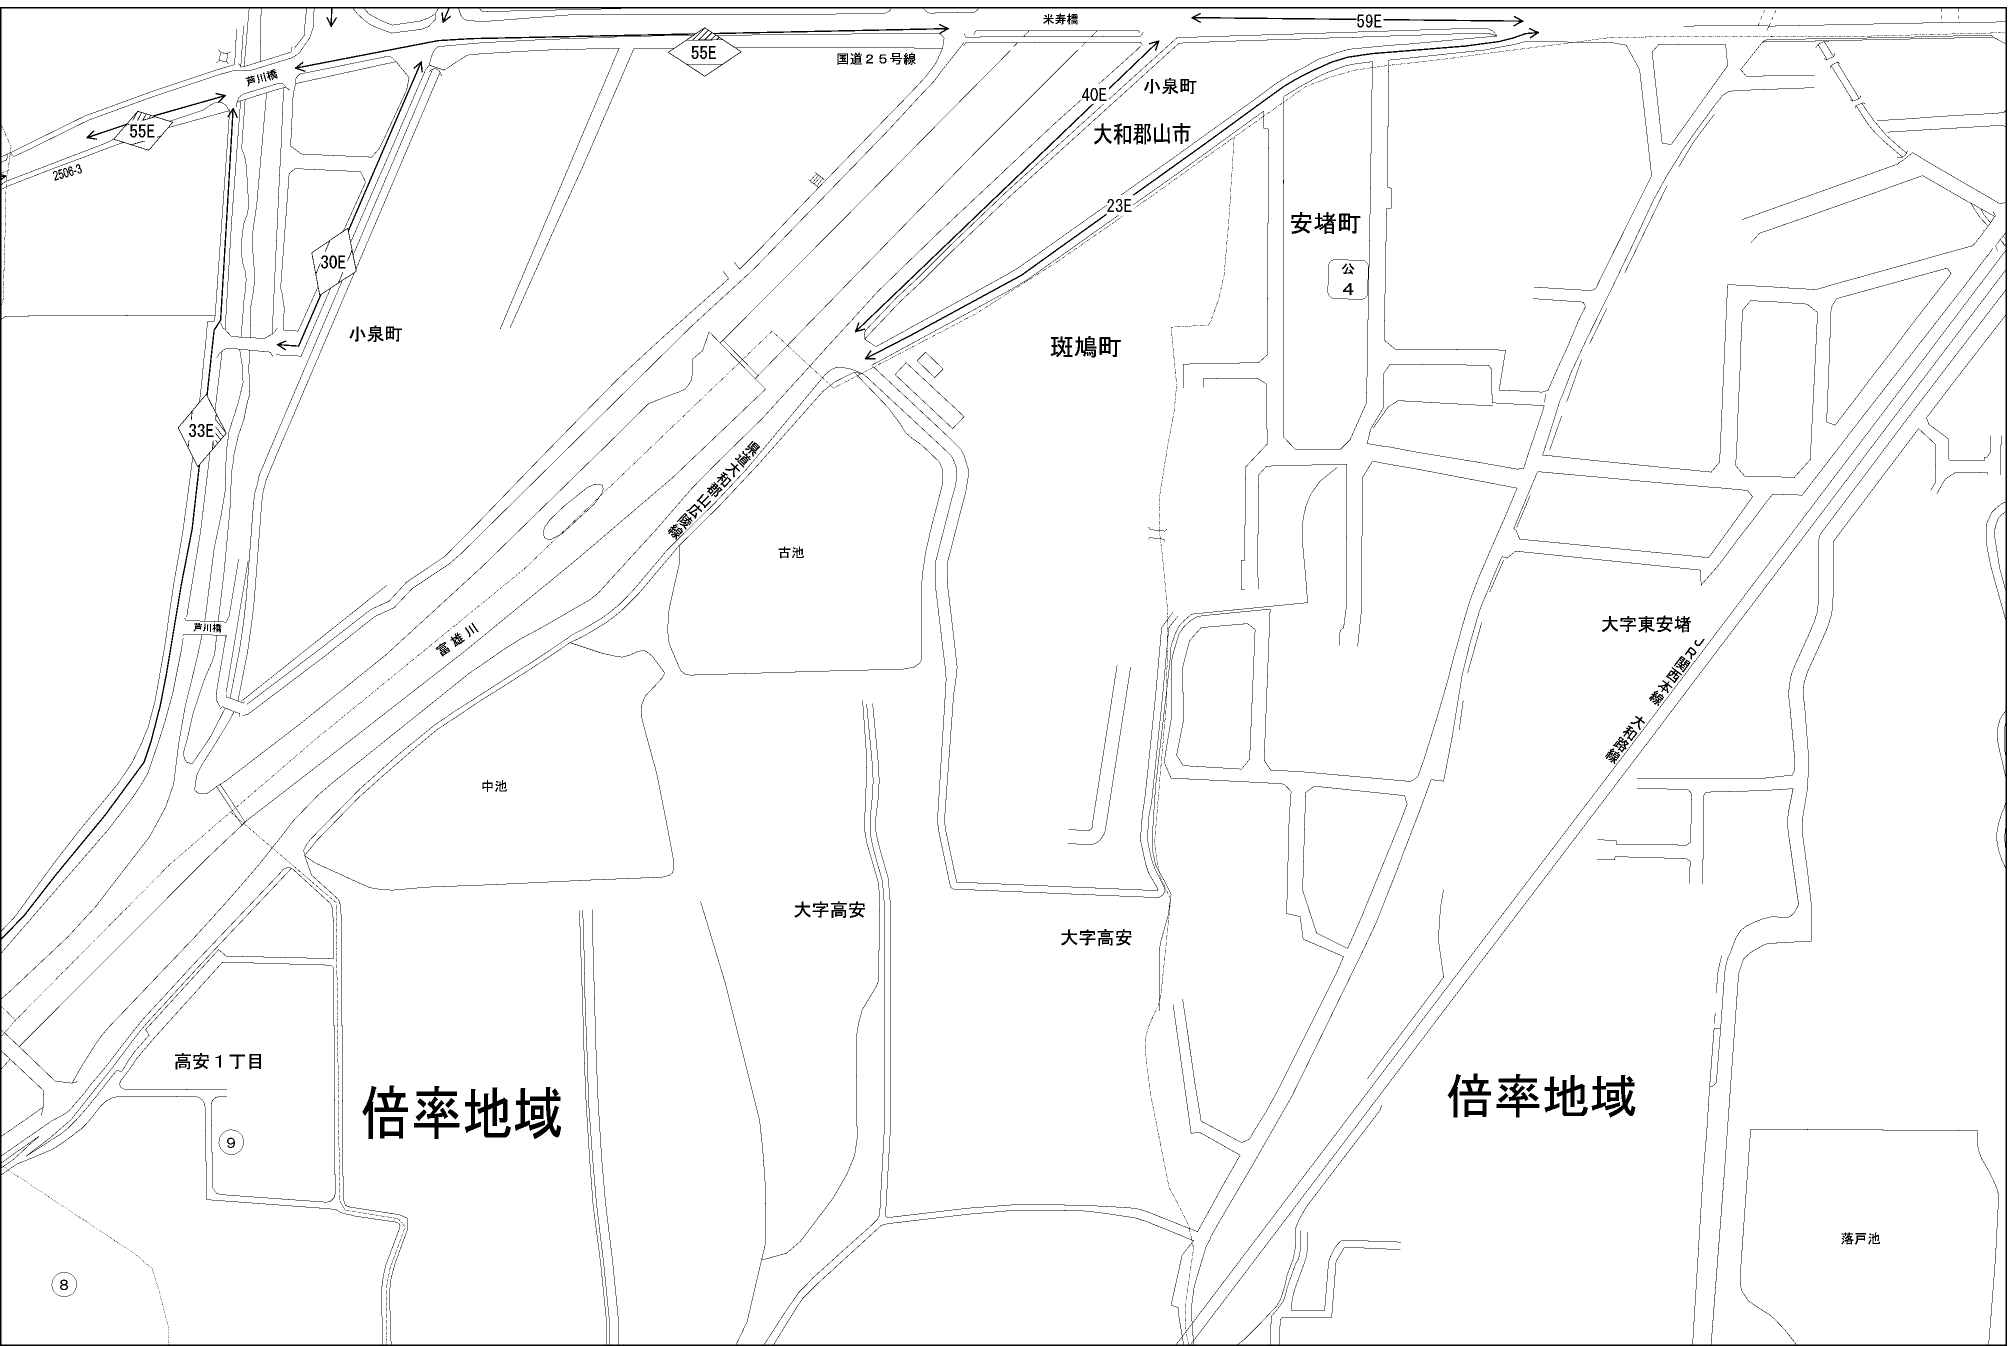 米寿橋
59E
55E
国道25号線
芦川橋
40E
小泉町
55E
大和郡山市
2506-3
23E
安堵町
30E
公
4
小泉町
斑鳩町
33E
県道大和郡山広陵線
古池
大字東安堵
芦川橋
富雄川
JR関西本線 大和路線
中池
大字高安
大字高安
高安1丁目
倍率地域
倍率地域
9
落戸池
8